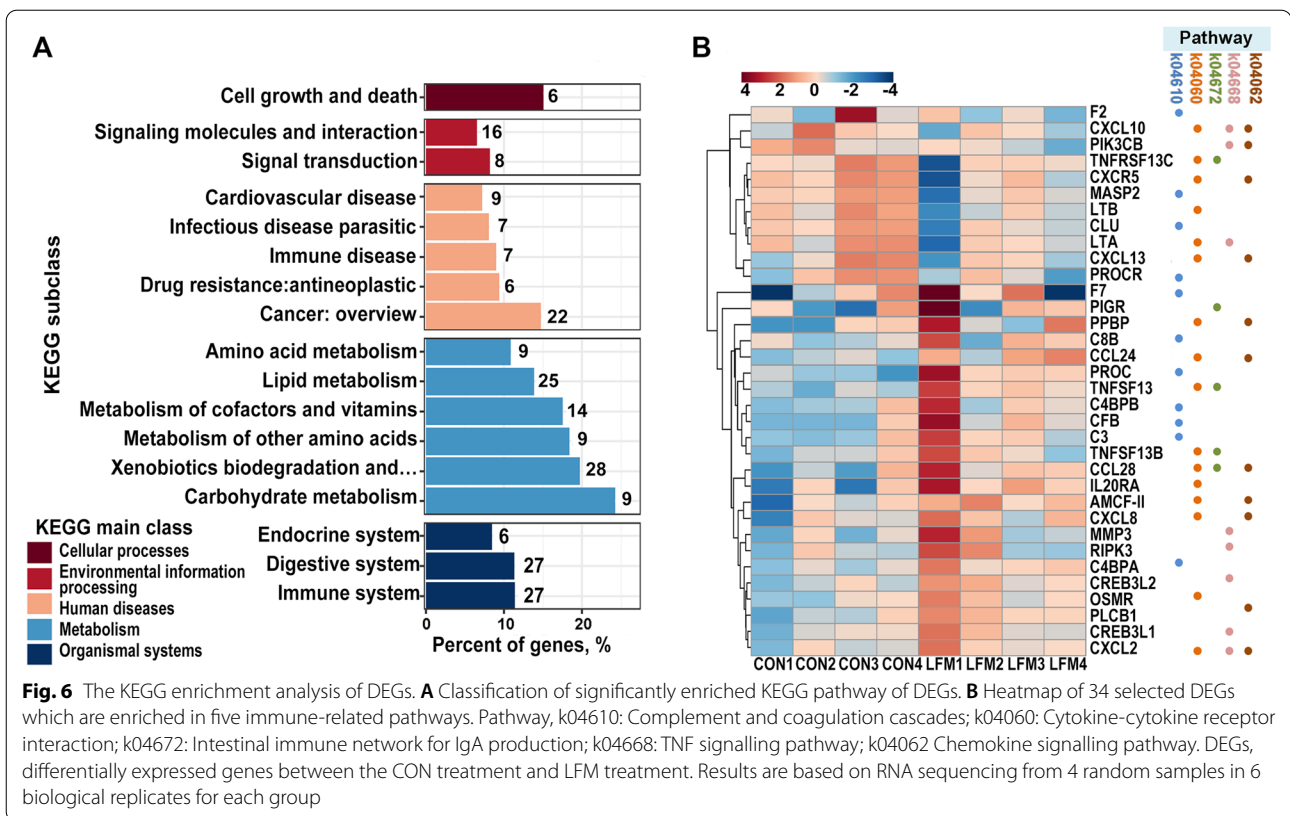 A
KEGG subclass
Cell growth and death 6
Signaling molecules and interaction 16
Signal transduction 8
Cardiovascular disease 9
Infectious disease parasitic 7
Immune disease 7
Drug resistance:antineoplastic 6
Cancer: overview 22
Amino acid metabolism 9
Lipid metabolism 25
Metabolism of cofactors and vitamins 14
Metabolism of other amino acids 9
Xenobiotics biodegradation and... 28
Carbohydrate metabolism 9
Endocrine system 6
Digestive system 27
Immune system 27
0 10 20
Percent of genes, %
KEGG main class
Cellular processes
Environmental information
processing
Human diseases
Metabolism
Organismal systems
B
4 2 0 -2 -4
Pathway
k04610
k04060
k04672
k04668
k04062
F2
CXCL10
PIK3CB
TNFRSF13C
CXCR5
MASP2
LTB
CLU
LTA
CXCL13
PROCR
F7
PIGR
PPBP
C8B
CCL24
PROC
TNFSF13
C4BPB
CFB
C3
TNFSF13B
CCL28
IL20RA
AMCF-II
CXCL8
MMP3
RIPK3
C4BPA
CREB3L2
OSMR
PLCB1
CREB3L1
CXCL2
CON1 CON2 CON3 CON4 LFM1 LFM2 LFM3 LFM4
Fig. 6 The KEGG enrichment analysis of DEGs. A Classification of significantly enriched KEGG pathway of DEGs. B Heatmap of 34 selected DEGs
which are enriched in five immune-related pathways. Pathway, k04610: Complement and coagulation cascades; k04060: Cytokine-cytokine receptor
interaction; k04672: Intestinal immune network for IgA production; k04668: TNF signalling pathway; k04062 Chemokine signalling pathway. DEGs,
differentially expressed genes between the CON treatment and LFM treatment. Results are based on RNA sequencing from 4 random samples in 6
biological replicates for each group